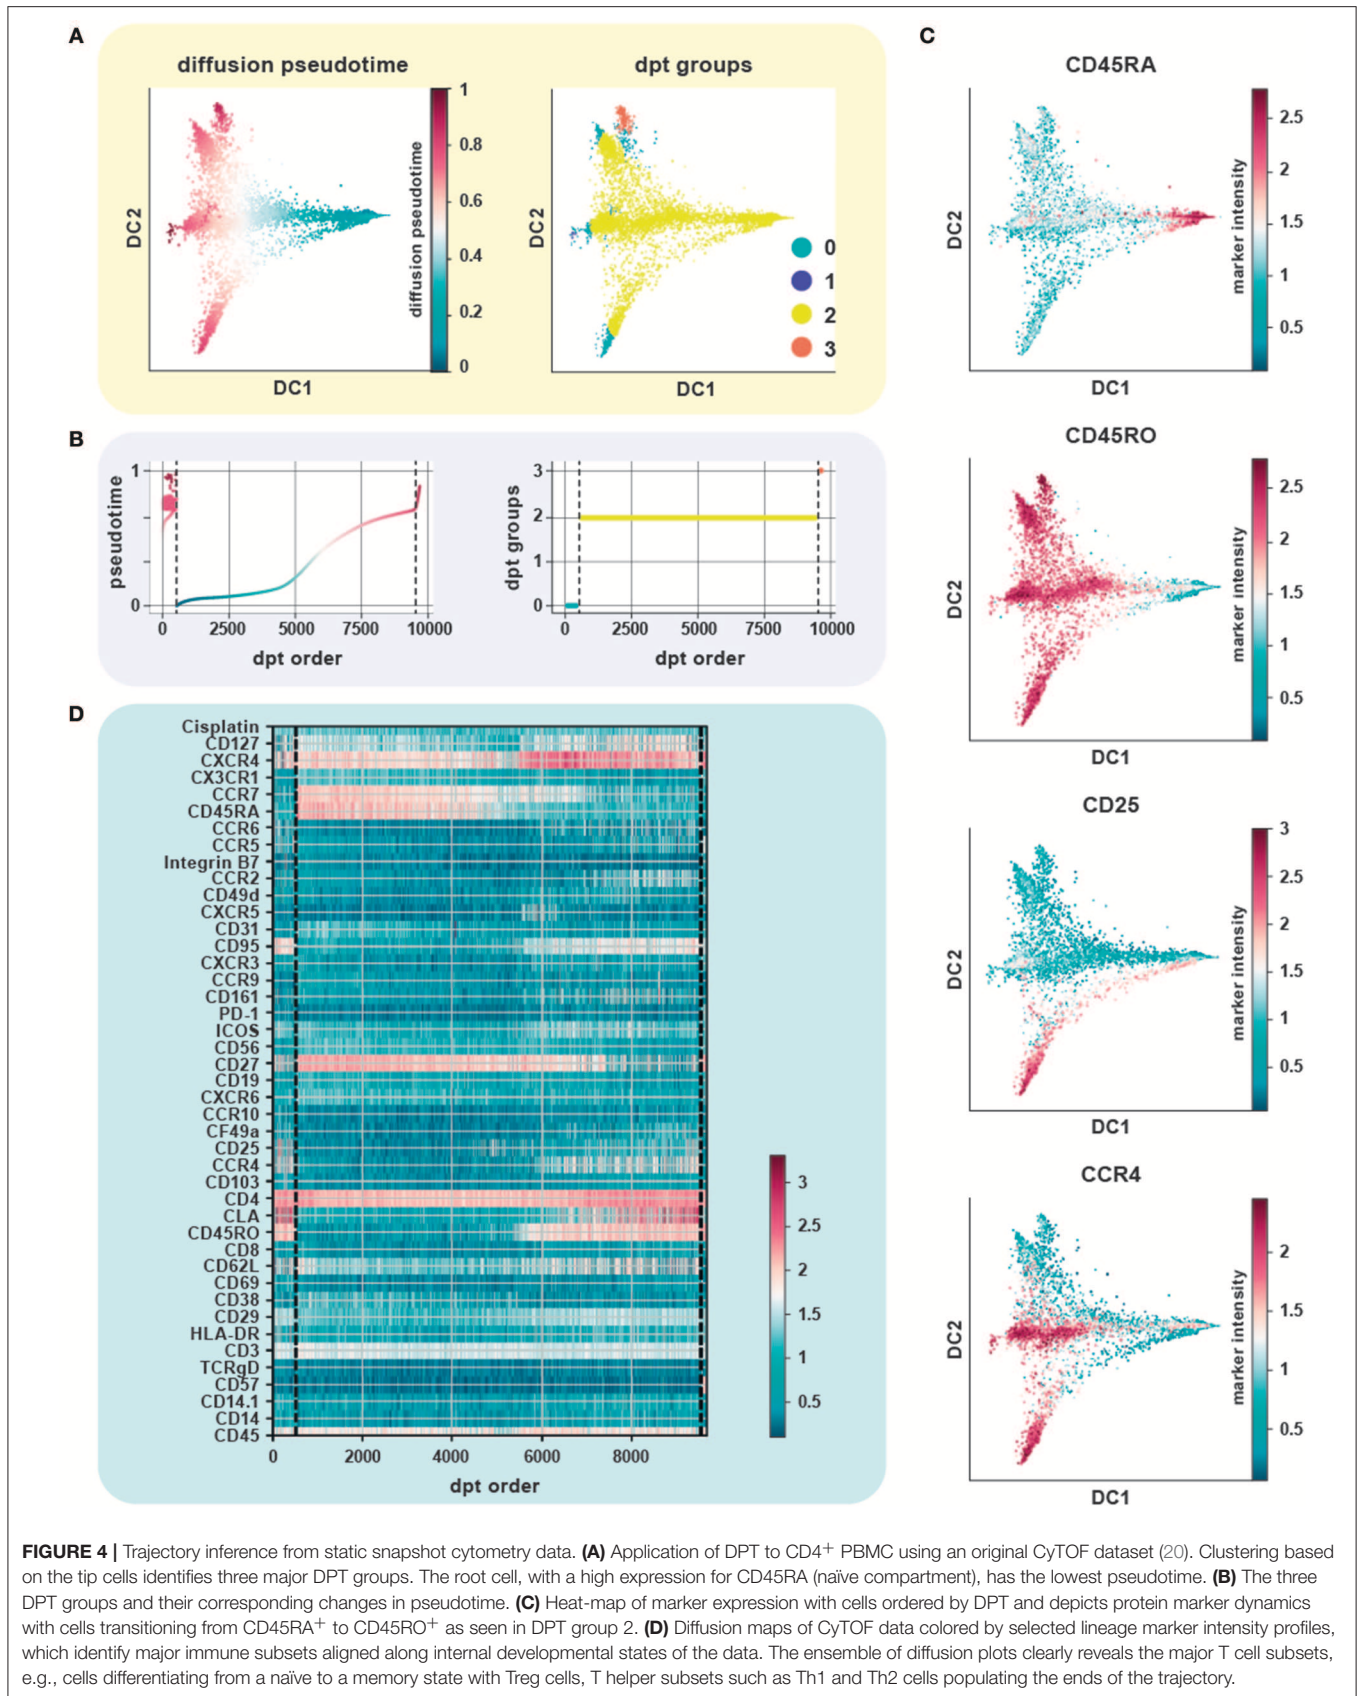 A
diffusion pseudotime
DC2
DC1
1
0.8
0.6
0.4
0.2
0
diffusion pseudotime
dpt groups
DC2
DC1
0
1
2
3
B
pseudotime
1
0
0 2500 5000 7500 10000
dpt order
dpt groups
3
2
1
0
0 2500 5000 7500 10000
dpt order
C
CD45RA
DC2
DC1
2.5
2
1.5
1
0.5
marker intensity
CD45RO
DC2
DC1
2.5
2
1.5
1
0.5
marker intensity
CD25
DC2
DC1
3
2.5
2
1.5
1
0.5
marker intensity
CCR4
DC2
DC1
2
1.5
1
0.5
marker intensity
D
Cisplatin
CD127
CXCR4
CX3CR1
CCR7
CD45RA
CCR6
CCR5
Integrin B7
CCR2
CD49d
CXCR5
CD31
CD95
CXCR3
CCR9
CD161
PD-1
ICOS
CD56
CD27
CD19
CXCR6
CCR10
CF49a
CD25
CCR4
CD103
CD4
CLA
CD45RO
CD8
CD62L
CD69
CD38
CD29
HLA-DR
CD3
TCRgD
CD57
CD14.1
CD14
CD45
0 2000 4000 6000 8000
dpt order
3
2.5
2
1.5
1
0.5
FIGURE 4 | Trajectory inference from static snapshot cytometry data. (A) Application of DPT to CD4+ PBMC using an original CyTOF dataset (20). Clustering based
on the tip cells identifies three major DPT groups. The root cell, with a high expression for CD45RA (naïve compartment), has the lowest pseudotime. (B) The three
DPT groups and their corresponding changes in pseudotime. (C) Heat-map of marker expression with cells ordered by DPT and depicts protein marker dynamics
with cells transitioning from CD45RA+ to CD45RO+ as seen in DPT group 2. (D) Diffusion maps of CyTOF data colored by selected lineage marker intensity profiles,
which identify major immune subsets aligned along internal developmental states of the data. The ensemble of diffusion plots clearly reveals the major T cell subsets,
e.g., cells differentiating from a naïve to a memory state with Treg cells, T helper subsets such as Th1 and Th2 cells populating the ends of the trajectory.